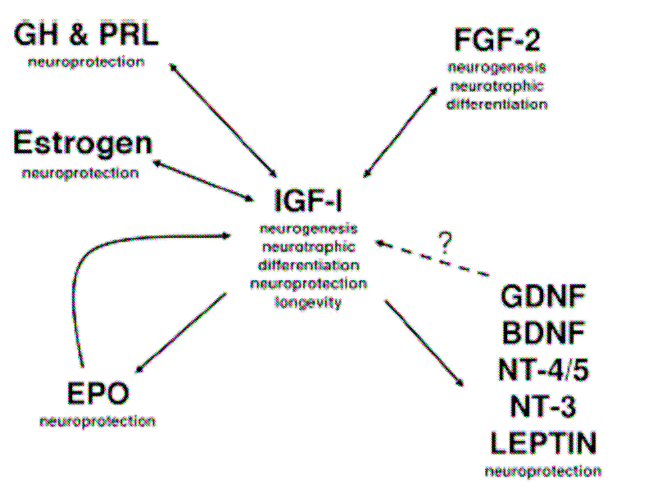 GH & PRL
neuroprotection
FGF-2
neurogenesis
neurotrophic
differentiation
Estrogen
neuroprotection
IGF-I
neurogenesis
neurotrophic
differentiation
neuroprotection
longevity
?
GDNF
BDNF
NT-4/5
NT-3
LEPTIN
neuroprotection
EPO
neuroprotection